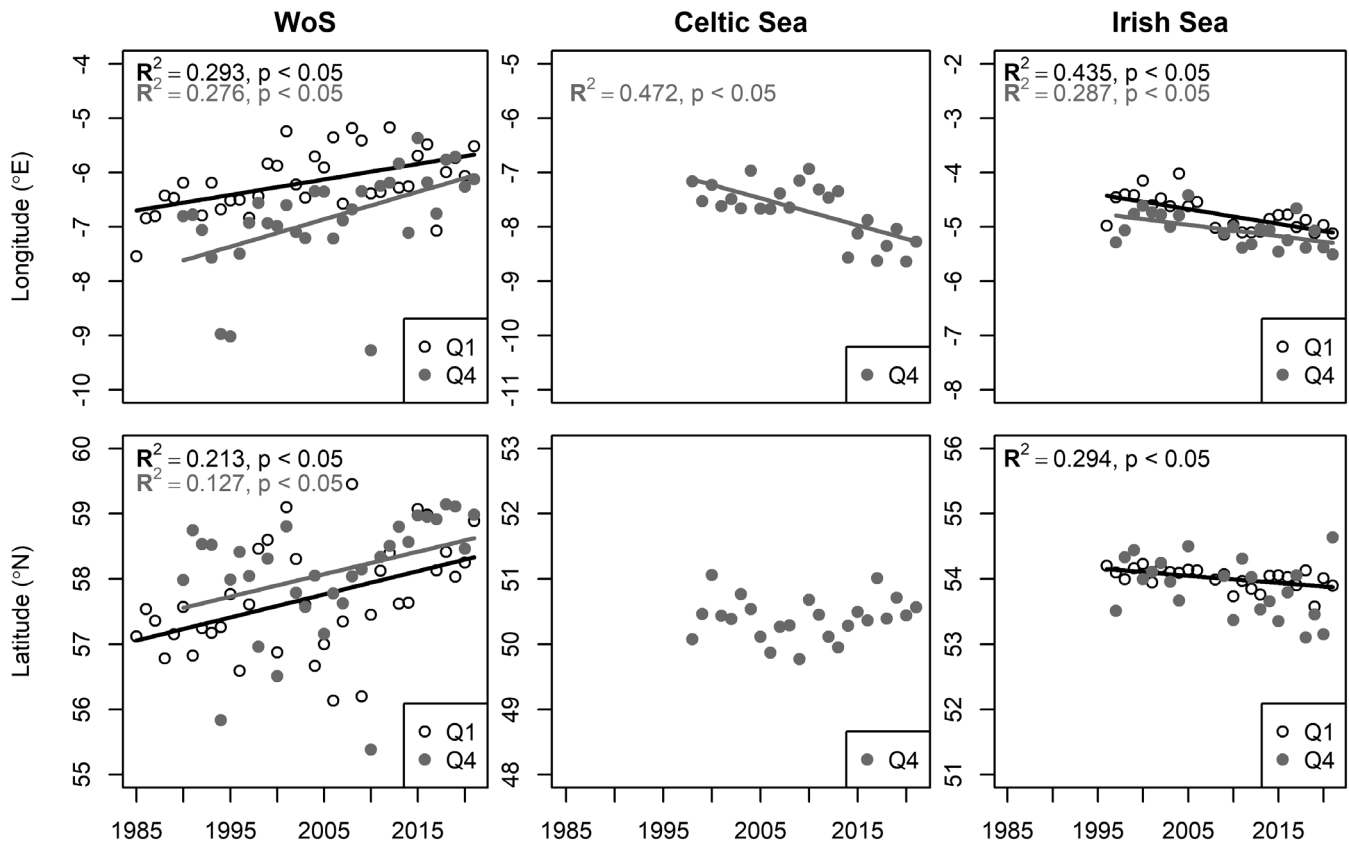 WoS
Celtic Sea
Irish Sea
Longitude (°E)
-4
-5
-6
-7
-8
-9
-10
R² = 0.293, p < 0.05
R² = 0.276, p < 0.05
Q1
Q4
-5
-6
-7
-8
-9
-10
-11
R² = 0.472, p < 0.05
Q4
-2
-3
-4
-5
-6
-7
-8
R² = 0.435, p < 0.05
R² = 0.287, p < 0.05
Q1
Q4
Latitude (°N)
60
59
58
57
56
55
R² = 0.213, p < 0.05
R² = 0.127, p < 0.05
Q1
Q4
1985 1995 2005 2015
53
52
51
50
49
48
Q4
1985 1995 2005 2015
56
55
54
53
52
51
R² = 0.294, p < 0.05
Q1
Q4
1985 1995 2005 2015